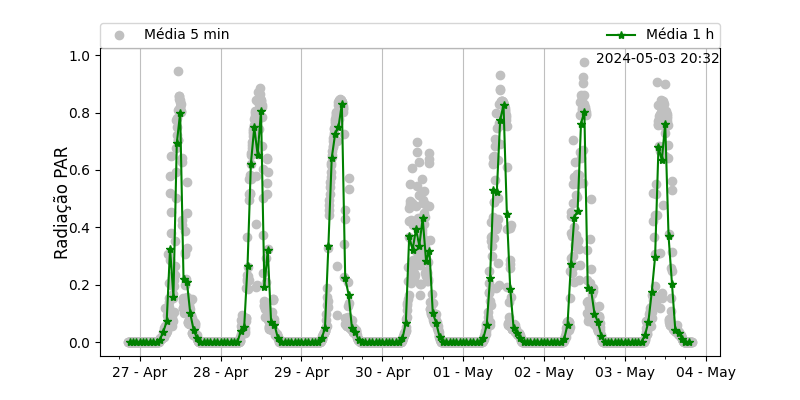 Média 5 min
Média 1 h
2024-05-03 20:32
Radiação PAR
1.0
0.8
0.6
0.4
0.2
0.0
27 - Apr
28 - Apr
29 - Apr
30 - Apr
01 - May
02 - May
03 - May
04 - May